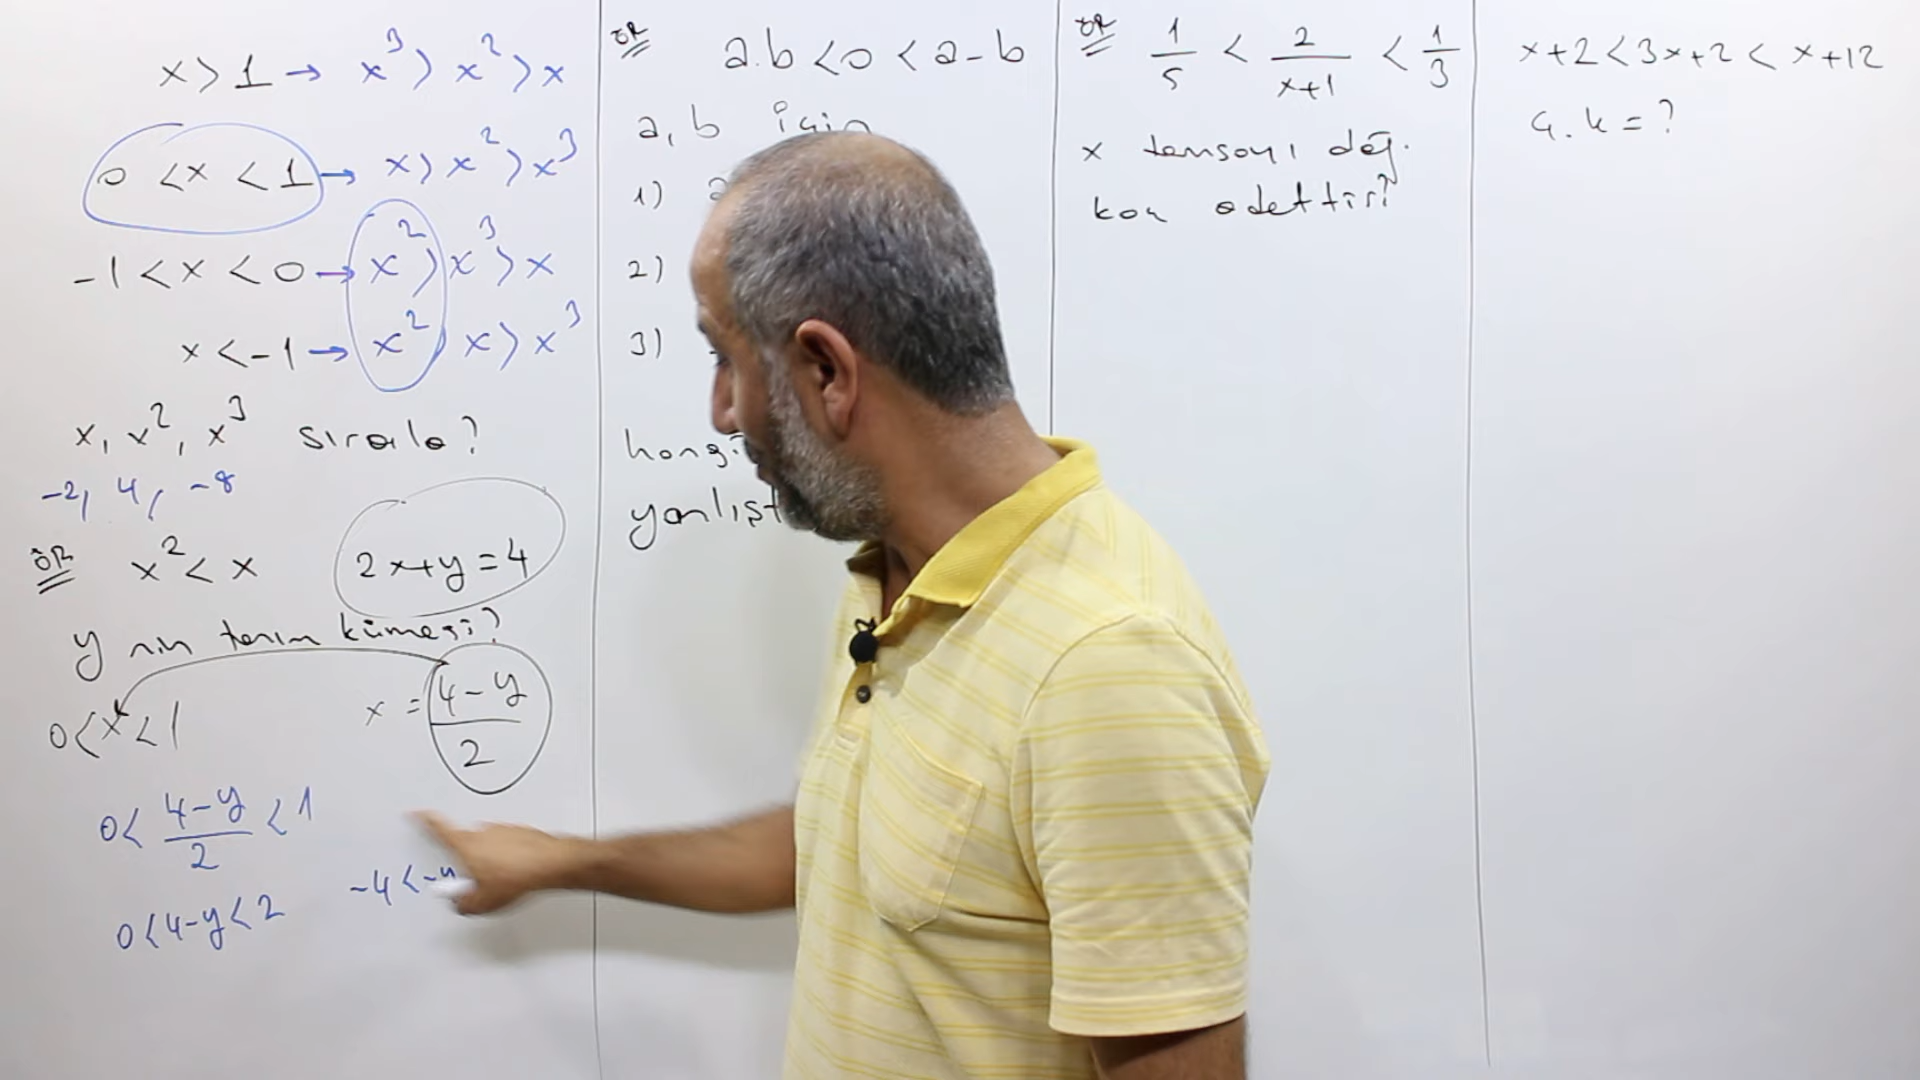 x > 1 → x³ > x² > x
0 < x < 1 → x > x² > x³
-1 < x < 0 → x² > x³ > x
x < -1 → x² > x > x³
x, x², x³ sırala?
-2, 4, -8
ÖR x² < x 2x+y=4
y nin tanım kümesi?
0<x<1 x = (4-y)/2
0 < (4-y)/2 < 1
0<4-y<2 -4<-y
ÖR a.b < 0 < a-b
a, b için
1)
2)
3)
ÖR 1/5 < 2/(x+1) < 1/3
x tamsayı değ.
kaç adettir?
x+2 < 3x+2 < x+12
Ç.k = ?